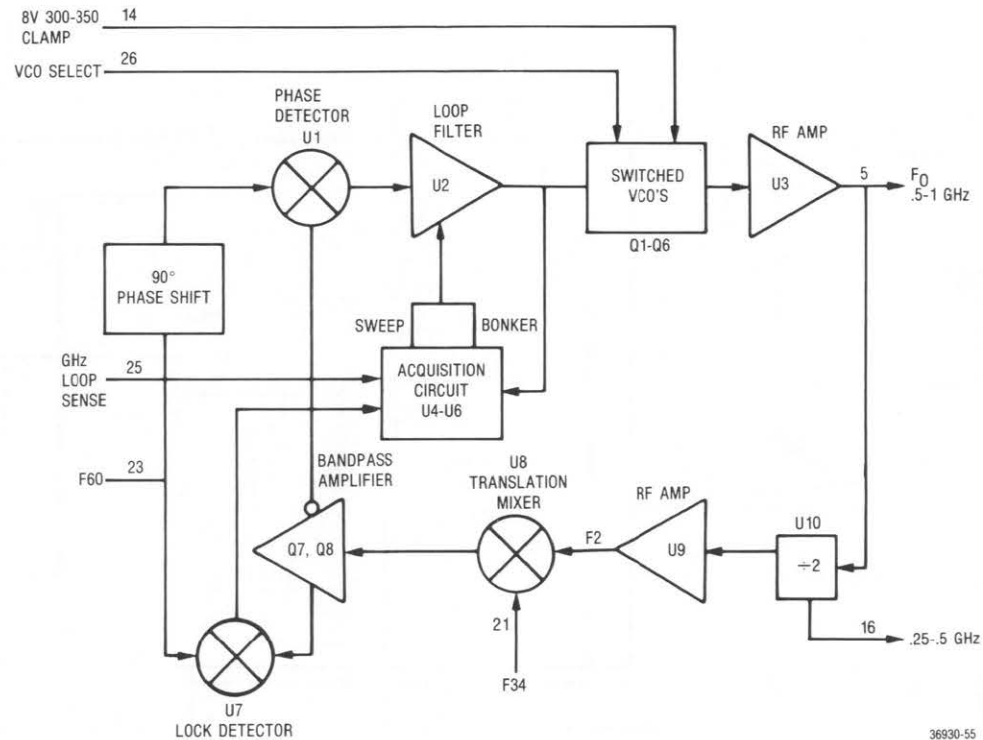 8V 300-350
CLAMP
14
VCO SELECT
26
PHASE
DETECTOR
U1
LOOP
FILTER
U2
SWITCHED
VCO'S
Q1-Q6
RF AMP
U3
5
FO
.5-1 GHz
90°
PHASE SHIFT
SWEEP
BONKER
GHz
LOOP
SENSE
25
ACQUISITION
CIRCUIT
U4-U6
F60
23
BANDPASS
AMPLIFIER
Q7, Q8
U8
TRANSLATION
MIXER
F2
RF AMP
U9
U10
÷2
21
F34
16
.25-.5 GHz
U7
LOCK DETECTOR
36930-55